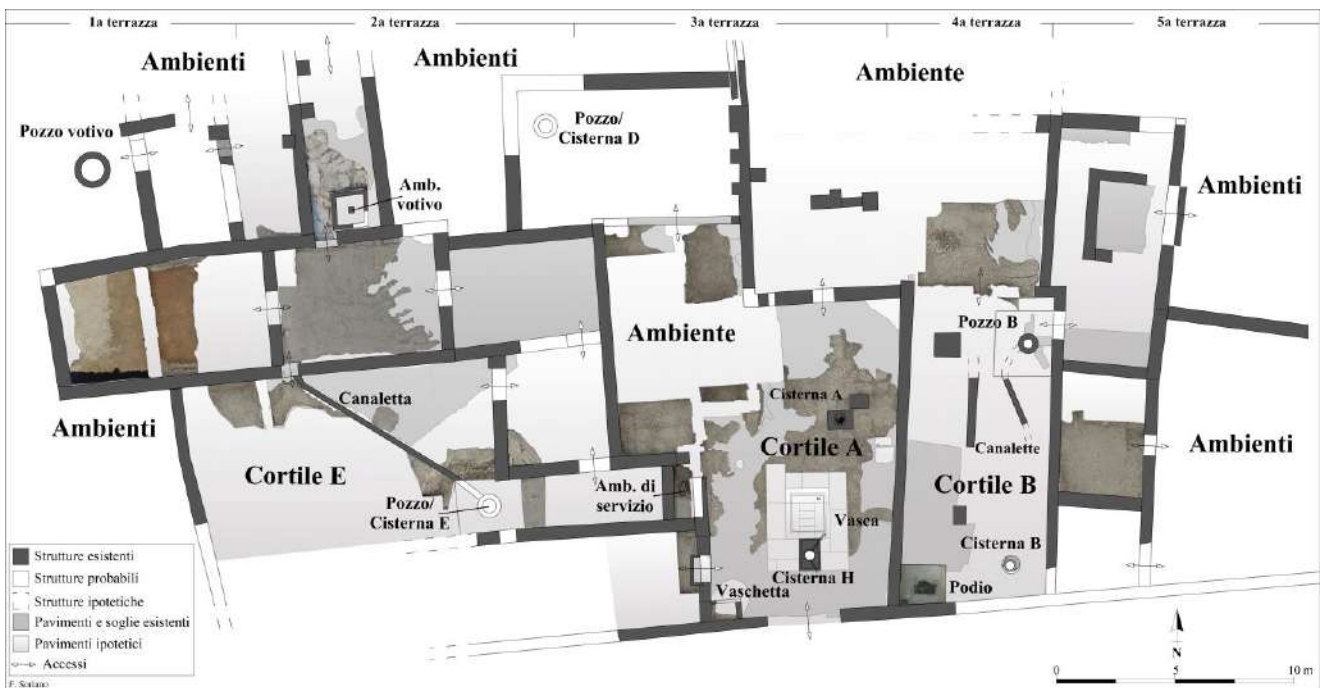 1a terrazza
2a terrazza
3a terrazza
4a terrazza
5a terrazza
Ambienti
Ambienti
Ambiente
Pozzo votivo
Pozzo/
Cisterna D
Amb.
votivo
Ambienti
Ambiente
Pozzo B
Canaletta
Cisterna A
Ambienti
Cortile E
Cortile A
Canalette
Ambienti
Amb. di
servizio
Cortile B
Pozzo/
Cisterna E
Vasca
Cisterna B
Cisterna H
Vaschetta
Podio
Strutture esistenti
Strutture probabili
Strutture ipotetiche
Pavimenti e soglie esistenti
Pavimenti ipotetici
Accessi
N
0 5 10 m
F. Soriano